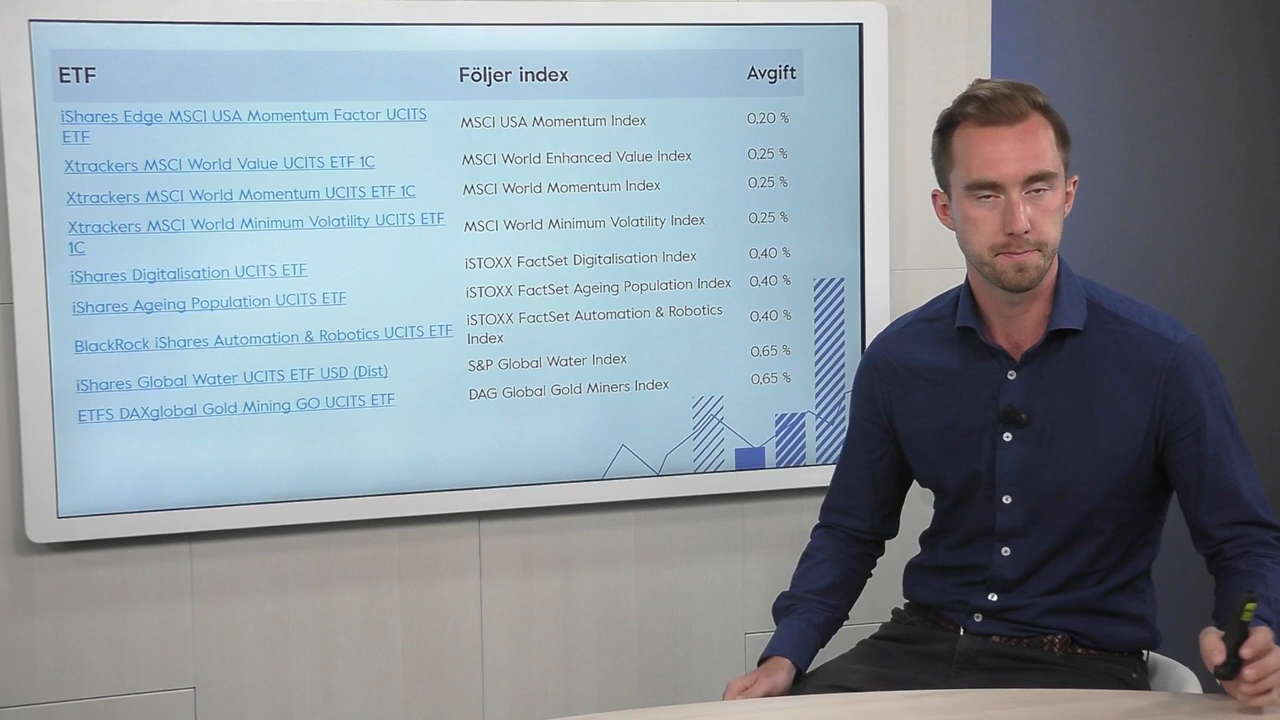 ETF Följer index Avgift
iShares Edge MSCI USA Momentum Factor UCITS
ETF
MSCI USA Momentum Index 0,20 %
Xtrackers MSCI World Value UCITS ETF 1C MSCI World Enhanced Value Index 0,25 %
Xtrackers MSCI World Momentum UCITS ETF 1C MSCI World Momentum Index 0,25 %
Xtrackers MSCI World Minimum Volatility UCITS ETF
1C
MSCI World Minimum Volatility Index 0,25 %
iShares Digitalisation UCITS ETF iSTOXX FactSet Digitalisation Index 0,40 %
iShares Ageing Population UCITS ETF iSTOXX FactSet Ageing Population Index 0,40 %
BlackRock iShares Automation & Robotics UCITS ETF
iSTOXX FactSet Automation & Robotics
Index
0,40 %
iShares Global Water UCITS ETF USD (Dist) S&P Global Water Index 0,65 %
ETFS DAXglobal Gold Mining GO UCITS ETF DAG Global Gold Miners Index 0,65 %